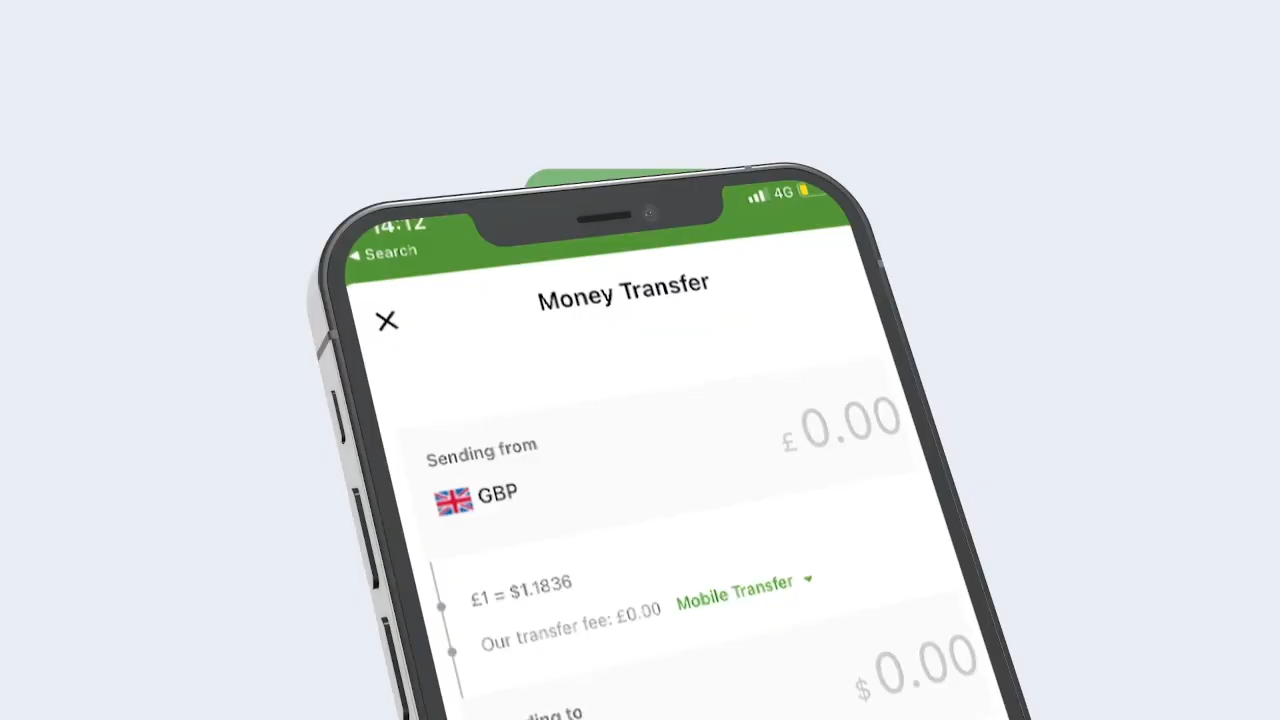 14:12
4G
◀ Search
Money Transfer
Sending from
£ 0.00
GBP
£1 = $1.1836
Our transfer fee: £0.00 Mobile Transfer
$ 0.00
to